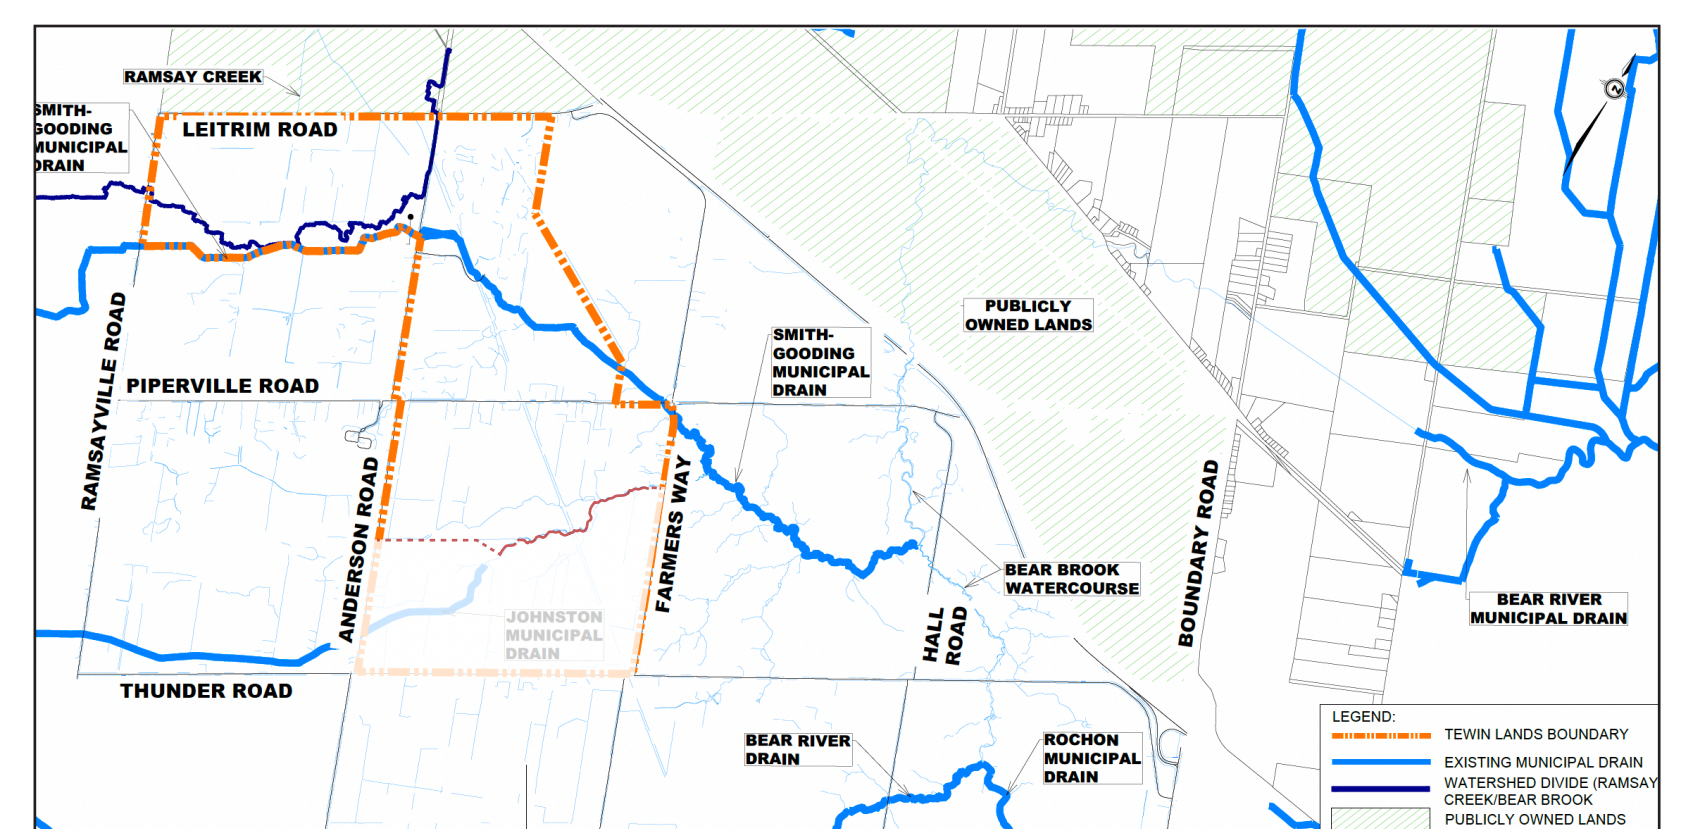 RAMSAY CREEK
SMITH-
GOODING
MUNICIPAL
DRAIN
LEITRIM ROAD
PUBLICLY
OWNED LANDS
SMITH-
GOODING
MUNICIPAL
DRAIN
RAMSAYVILLE ROAD
PIPERVILLE ROAD
ANDERSON ROAD
FARMERS WAY
BOUNDARY ROAD
BEAR BROOK
WATERCOURSE
HALL
ROAD
BEAR RIVER
MUNICIPAL DRAIN
JOHNSTON
MUNICIPAL
DRAIN
THUNDER ROAD
BEAR RIVER
DRAIN
ROCHON
MUNICIPAL
DRAIN
LEGEND:
TEWIN LANDS BOUNDARY
EXISTING MUNICIPAL DRAIN
WATERSHED DIVIDE (RAMSAY
CREEK/BEAR BROOK
PUBLICLY OWNED LANDS
Z